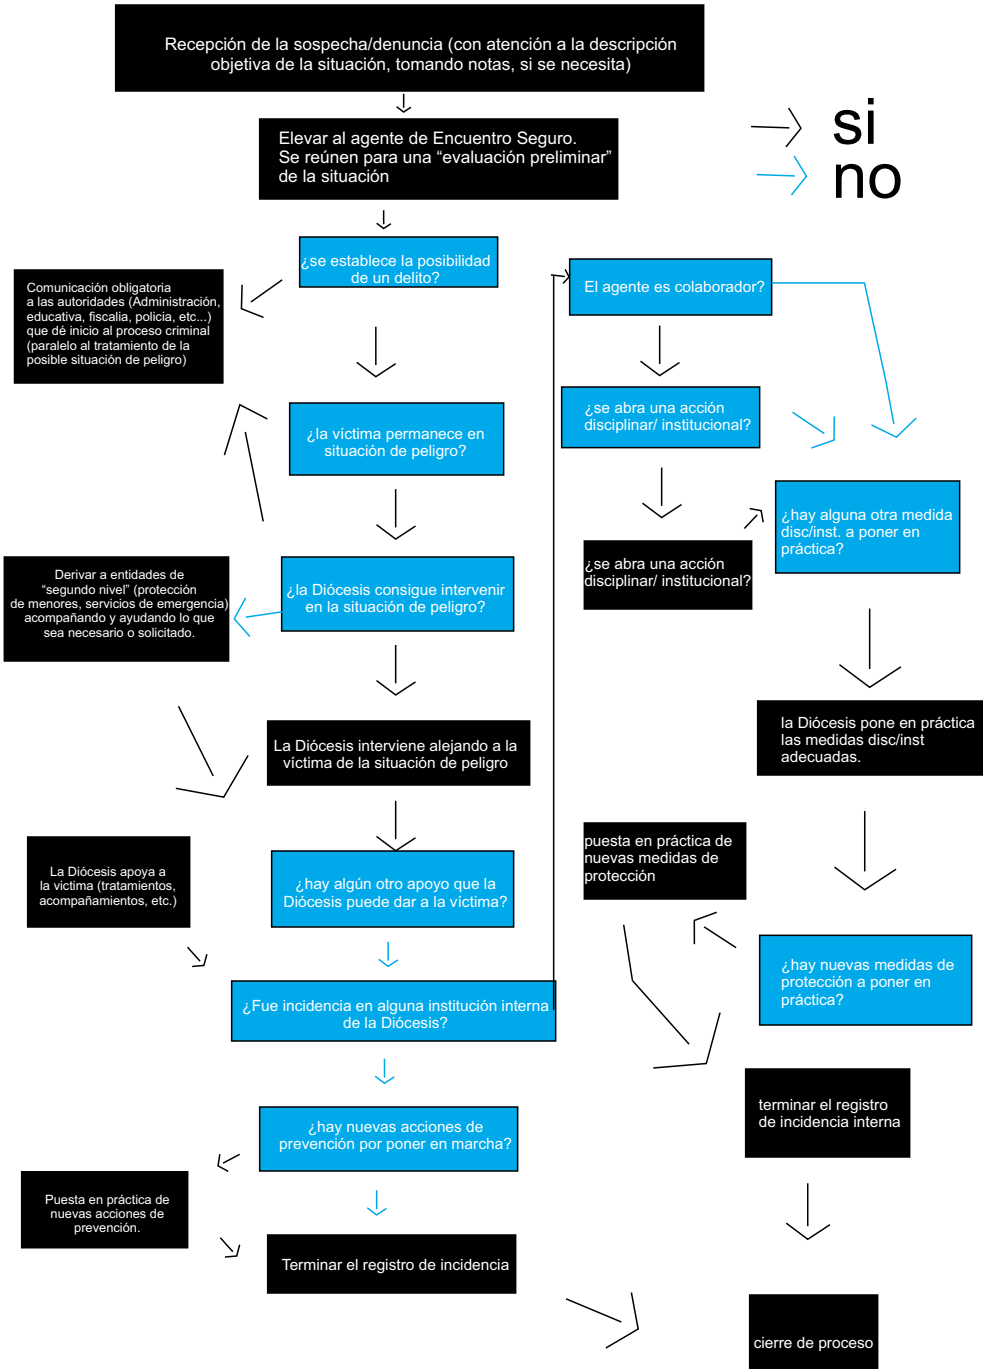 Recepción de la sospecha/denuncia (con atención a la descripción
objetiva de la situación, tomando notas, si se necesita)
Elevar al agente de Encuentro Seguro.
Se reúnen para una “evaluación preliminar”
de la situación
si
no
¿se establece la posibilidad
de un delito?
Comunicación obligatoria
a las autoridades (Administración,
educativa, fiscalia, policia, etc...)
que dé inicio al proceso criminal
(paralelo al tratamiento de la
posible situación de peligro)
¿la víctima permanece en
situación de peligro?
¿la Diócesis consigue intervenir
en la situación de peligro?
Derivar a entidades de
“segundo nivel” (protección
de menores, servicios de emergencia)
acompañando y ayudando lo que
sea necesario o solicitado.
La Diócesis interviene alejando a la
víctima de la situación de peligro
¿hay algún otro apoyo que la
Diócesis puede dar a la víctima?
La Diócesis apoya a
la victima (tratamientos,
acompañamientos, etc.)
¿Fue incidencia en alguna institución interna
de la Diócesis?
¿hay nuevas acciones de
prevención por poner en marcha?
Puesta en práctica de
nuevas acciones de
prevención.
Terminar el registro de incidencia
El agente es colaborador?
¿se abra una acción
disciplinar/ institucional?
¿se abra una acción
disciplinar/ institucional?
¿hay alguna otra medida
disc/inst. a poner en
práctica?
la Diócesis pone en práctica
las medidas disc/inst
adecuadas.
puesta en práctica de
nuevas medidas de
protección
¿hay nuevas medidas de
protección a poner en
práctica?
terminar el registro
de incidencia interna
cierre de proceso